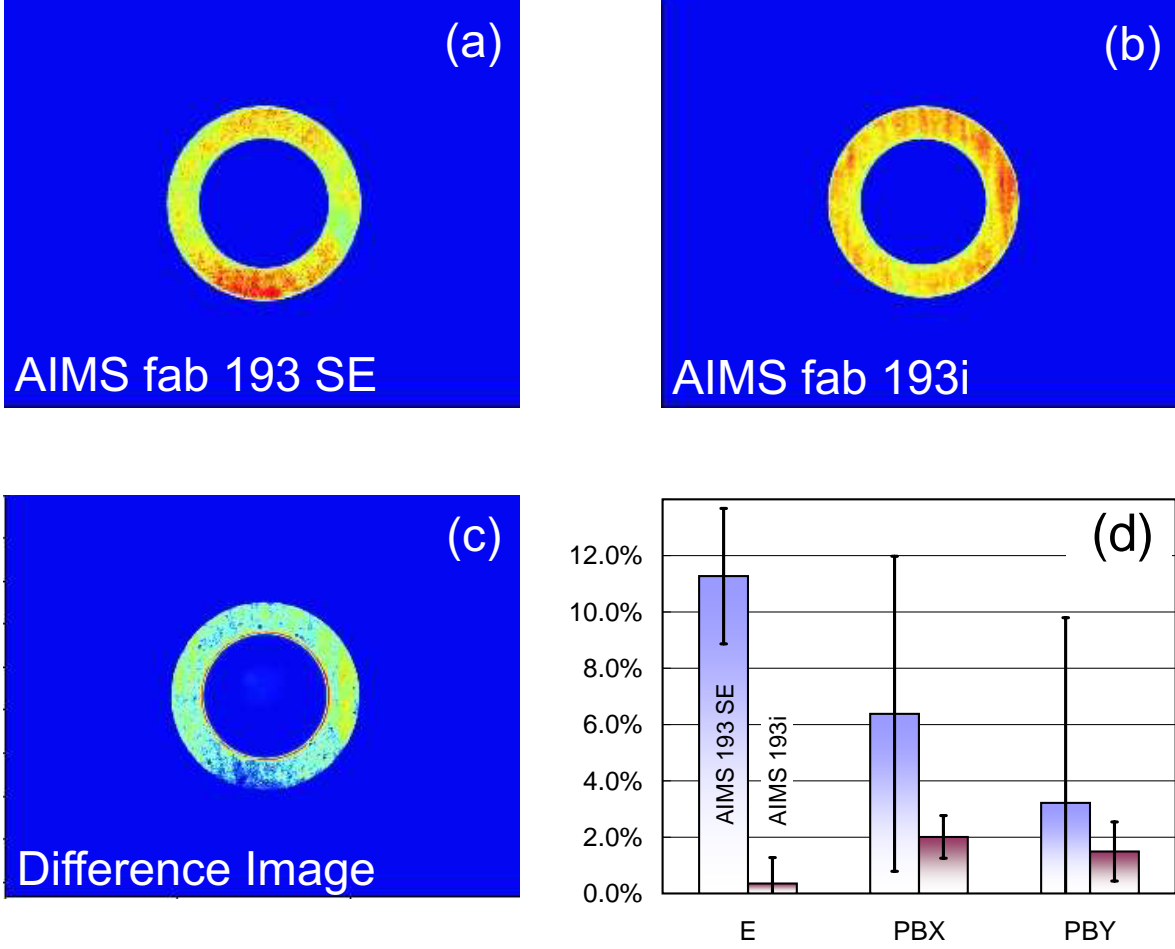 (a)
AIMS fab 193 SE
(b)
AIMS fab 193i
(c)
Difference Image
(d)
12.0%
10.0%
8.0%
6.0%
4.0%
2.0%
0.0%
AIMS 193 SE
AIMS 193i
E
PBX
PBY